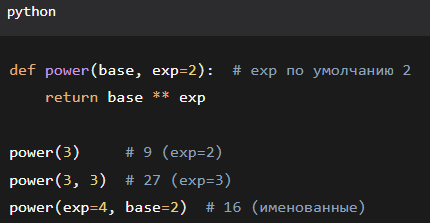 python
def power(base, exp=2):  # exp по умолчанию 2
    return base ** exp
power(3)     # 9 (exp=2)
power(3, 3)  # 27 (exp=3)
power(exp=4, base=2)  # 16 (именованные)